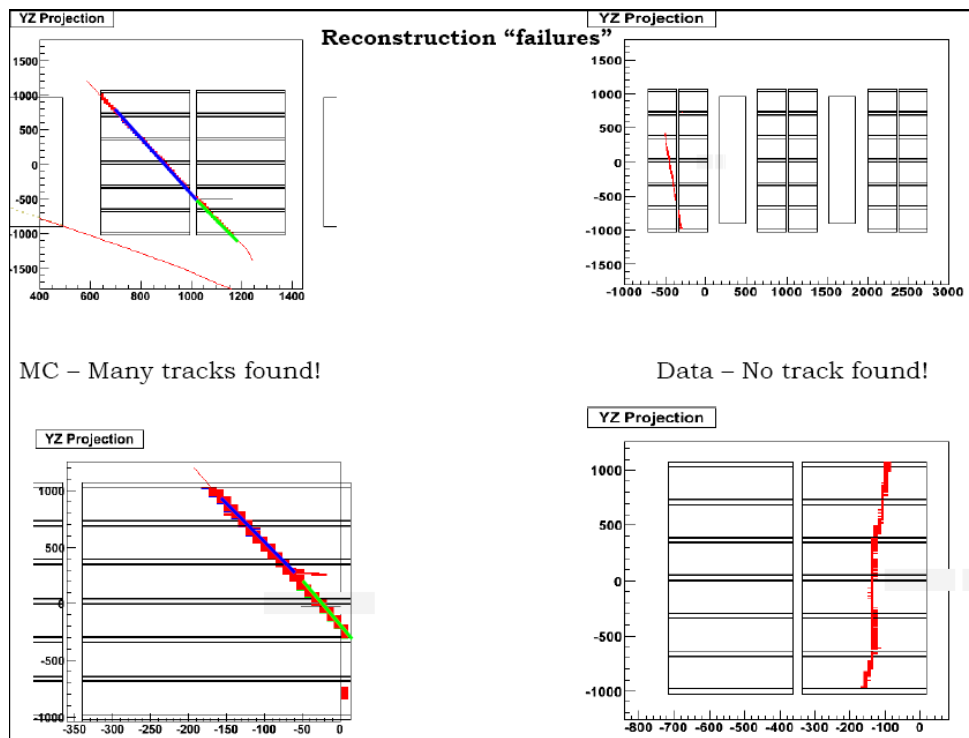 YZ Projection
YZ Projection
Reconstruction “failures”
1500
1000
500
0
-500
-1000
-1500
400 600 800 1000 1200 1400
1500
1000
500
0
-500
-1000
-1500
-1000 -500 0 500 1000 1500 2000 2500 3000
MC – Many tracks found!
Data – No track found!
YZ Projection
YZ Projection
1000
500
0
-500
-1000
-350 -300 -250 -200 -150 -100 -50 0
1000
500
0
-500
-1000
-800 -700 -600 -500 -400 -300 -200 -100 0